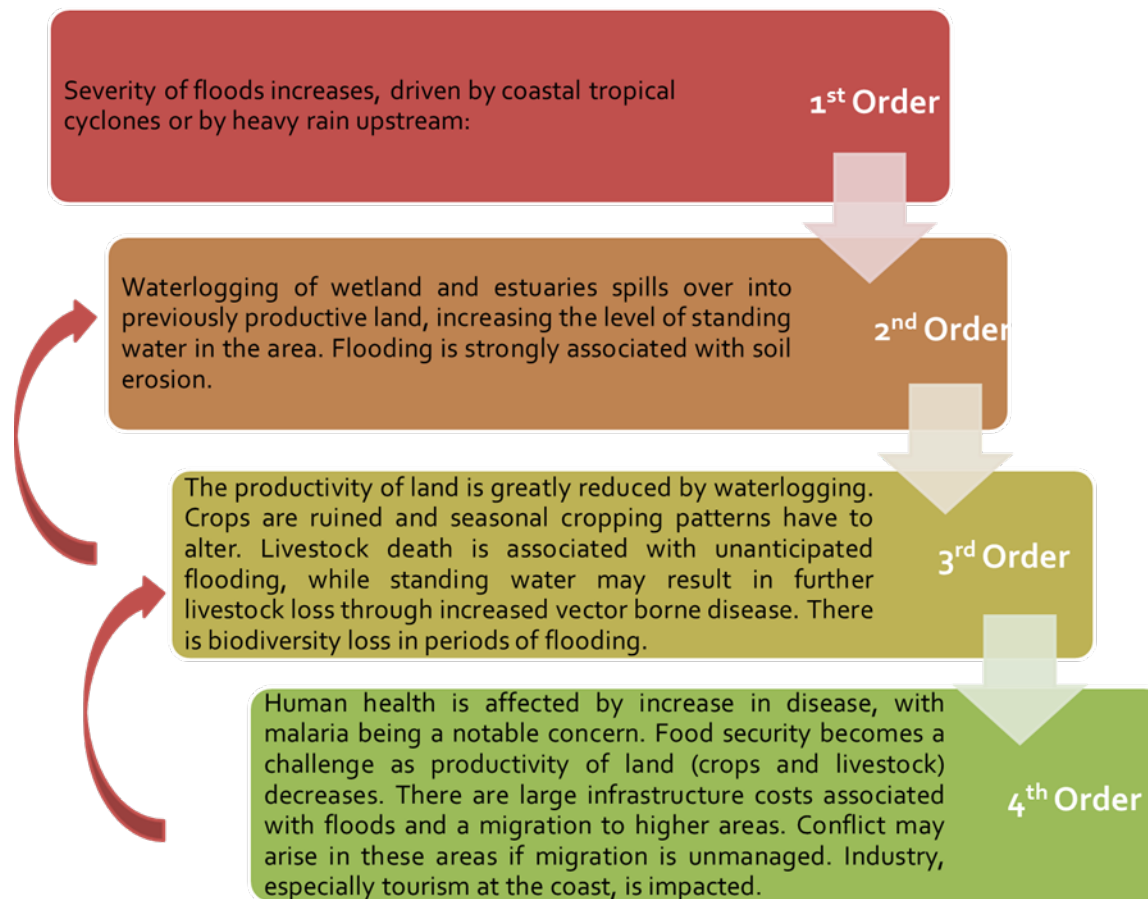 Severity of floods increases, driven by coastal tropical
cyclones or by heavy rain upstream:
1st Order
Waterlogging of wetland and estuaries spills over into
previously productive land, increasing the level of standing
water in the area. Flooding is strongly associated with soil
erosion.
2nd Order
The productivity of land is greatly reduced by waterlogging.
Crops are ruined and seasonal cropping patterns have to
alter. Livestock death is associated with unanticipated
flooding, while standing water may result in further
livestock loss through increased vector borne disease. There
is biodiversity loss in periods of flooding.
3rd Order
Human health is affected by increase in disease, with
malaria being a notable concern. Food security becomes a
challenge as productivity of land (crops and livestock)
decreases. There are large infrastructure costs associated
with floods and a migration to higher areas. Conflict may
arise in these areas if migration is unmanaged. Industry,
especially tourism at the coast, is impacted.
4th Order